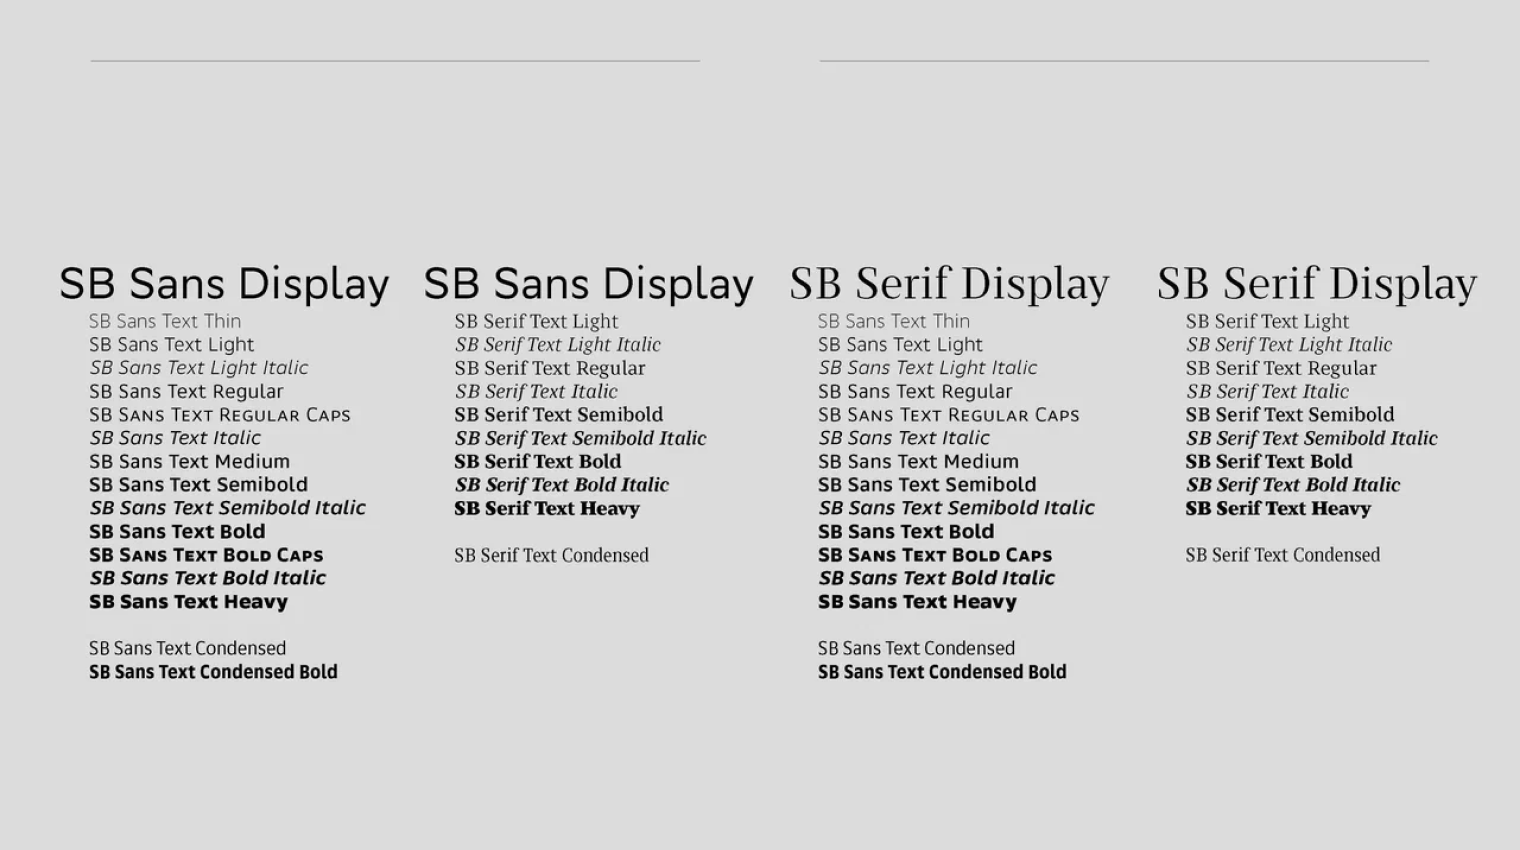 SB Sans Display
SB Sans Text Thin
SB Sans Text Light
SB Sans Text Light Italic
SB Sans Text Regular
SB Sans Text Regular Caps
SB Sans Text Italic
SB Sans Text Medium
SB Sans Text Semibold
SB Sans Text Semibold Italic
SB Sans Text Bold
SB Sans Text Bold Caps
SB Sans Text Bold Italic
SB Sans Text Heavy
SB Sans Text Condensed
SB Sans Text Condensed Bold
SB Sans Display
SB Serif Text Light
SB Serif Text Light Italic
SB Serif Text Regular
SB Serif Text Italic
SB Serif Text Semibold
SB Serif Text Semibold Italic
SB Serif Text Bold
SB Serif Text Bold Italic
SB Serif Text Heavy
SB Serif Text Condensed
SB Serif Display
SB Sans Text Thin
SB Sans Text Light
SB Sans Text Light Italic
SB Sans Text Regular
SB Sans Text Regular Caps
SB Sans Text Italic
SB Sans Text Medium
SB Sans Text Semibold
SB Sans Text Semibold Italic
SB Sans Text Bold
SB Sans Text Bold Caps
SB Sans Text Bold Italic
SB Sans Text Heavy
SB Sans Text Condensed
SB Sans Text Condensed Bold
SB Serif Display
SB Serif Text Light
SB Serif Text Light Italic
SB Serif Text Regular
SB Serif Text Italic
SB Serif Text Semibold
SB Serif Text Semibold Italic
SB Serif Text Bold
SB Serif Text Bold Italic
SB Serif Text Heavy
SB Serif Text Condensed